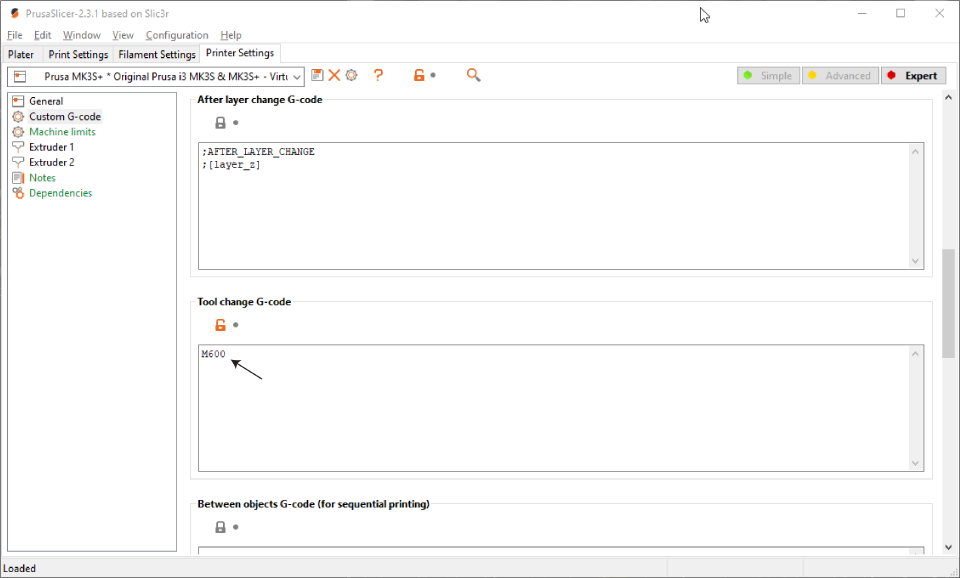 PrusaSlicer-2.3.1 based on Slic3r
File Edit Window View Configuration Help
Plater Print Settings Filament Settings Printer Settings
Prusa MK3S+ * Original Prusa i3 MK3S & MK3S+ - Virtu
? Simple Advanced Expert
General
Custom G-code
Machine limits
Extruder 1
Extruder 2
Notes
Dependencies
After layer change G-code
;AFTER_LAYER_CHANGE
;[layer_z]
Tool change G-code
M600
Between objects G-code (for sequential printing)
Loaded